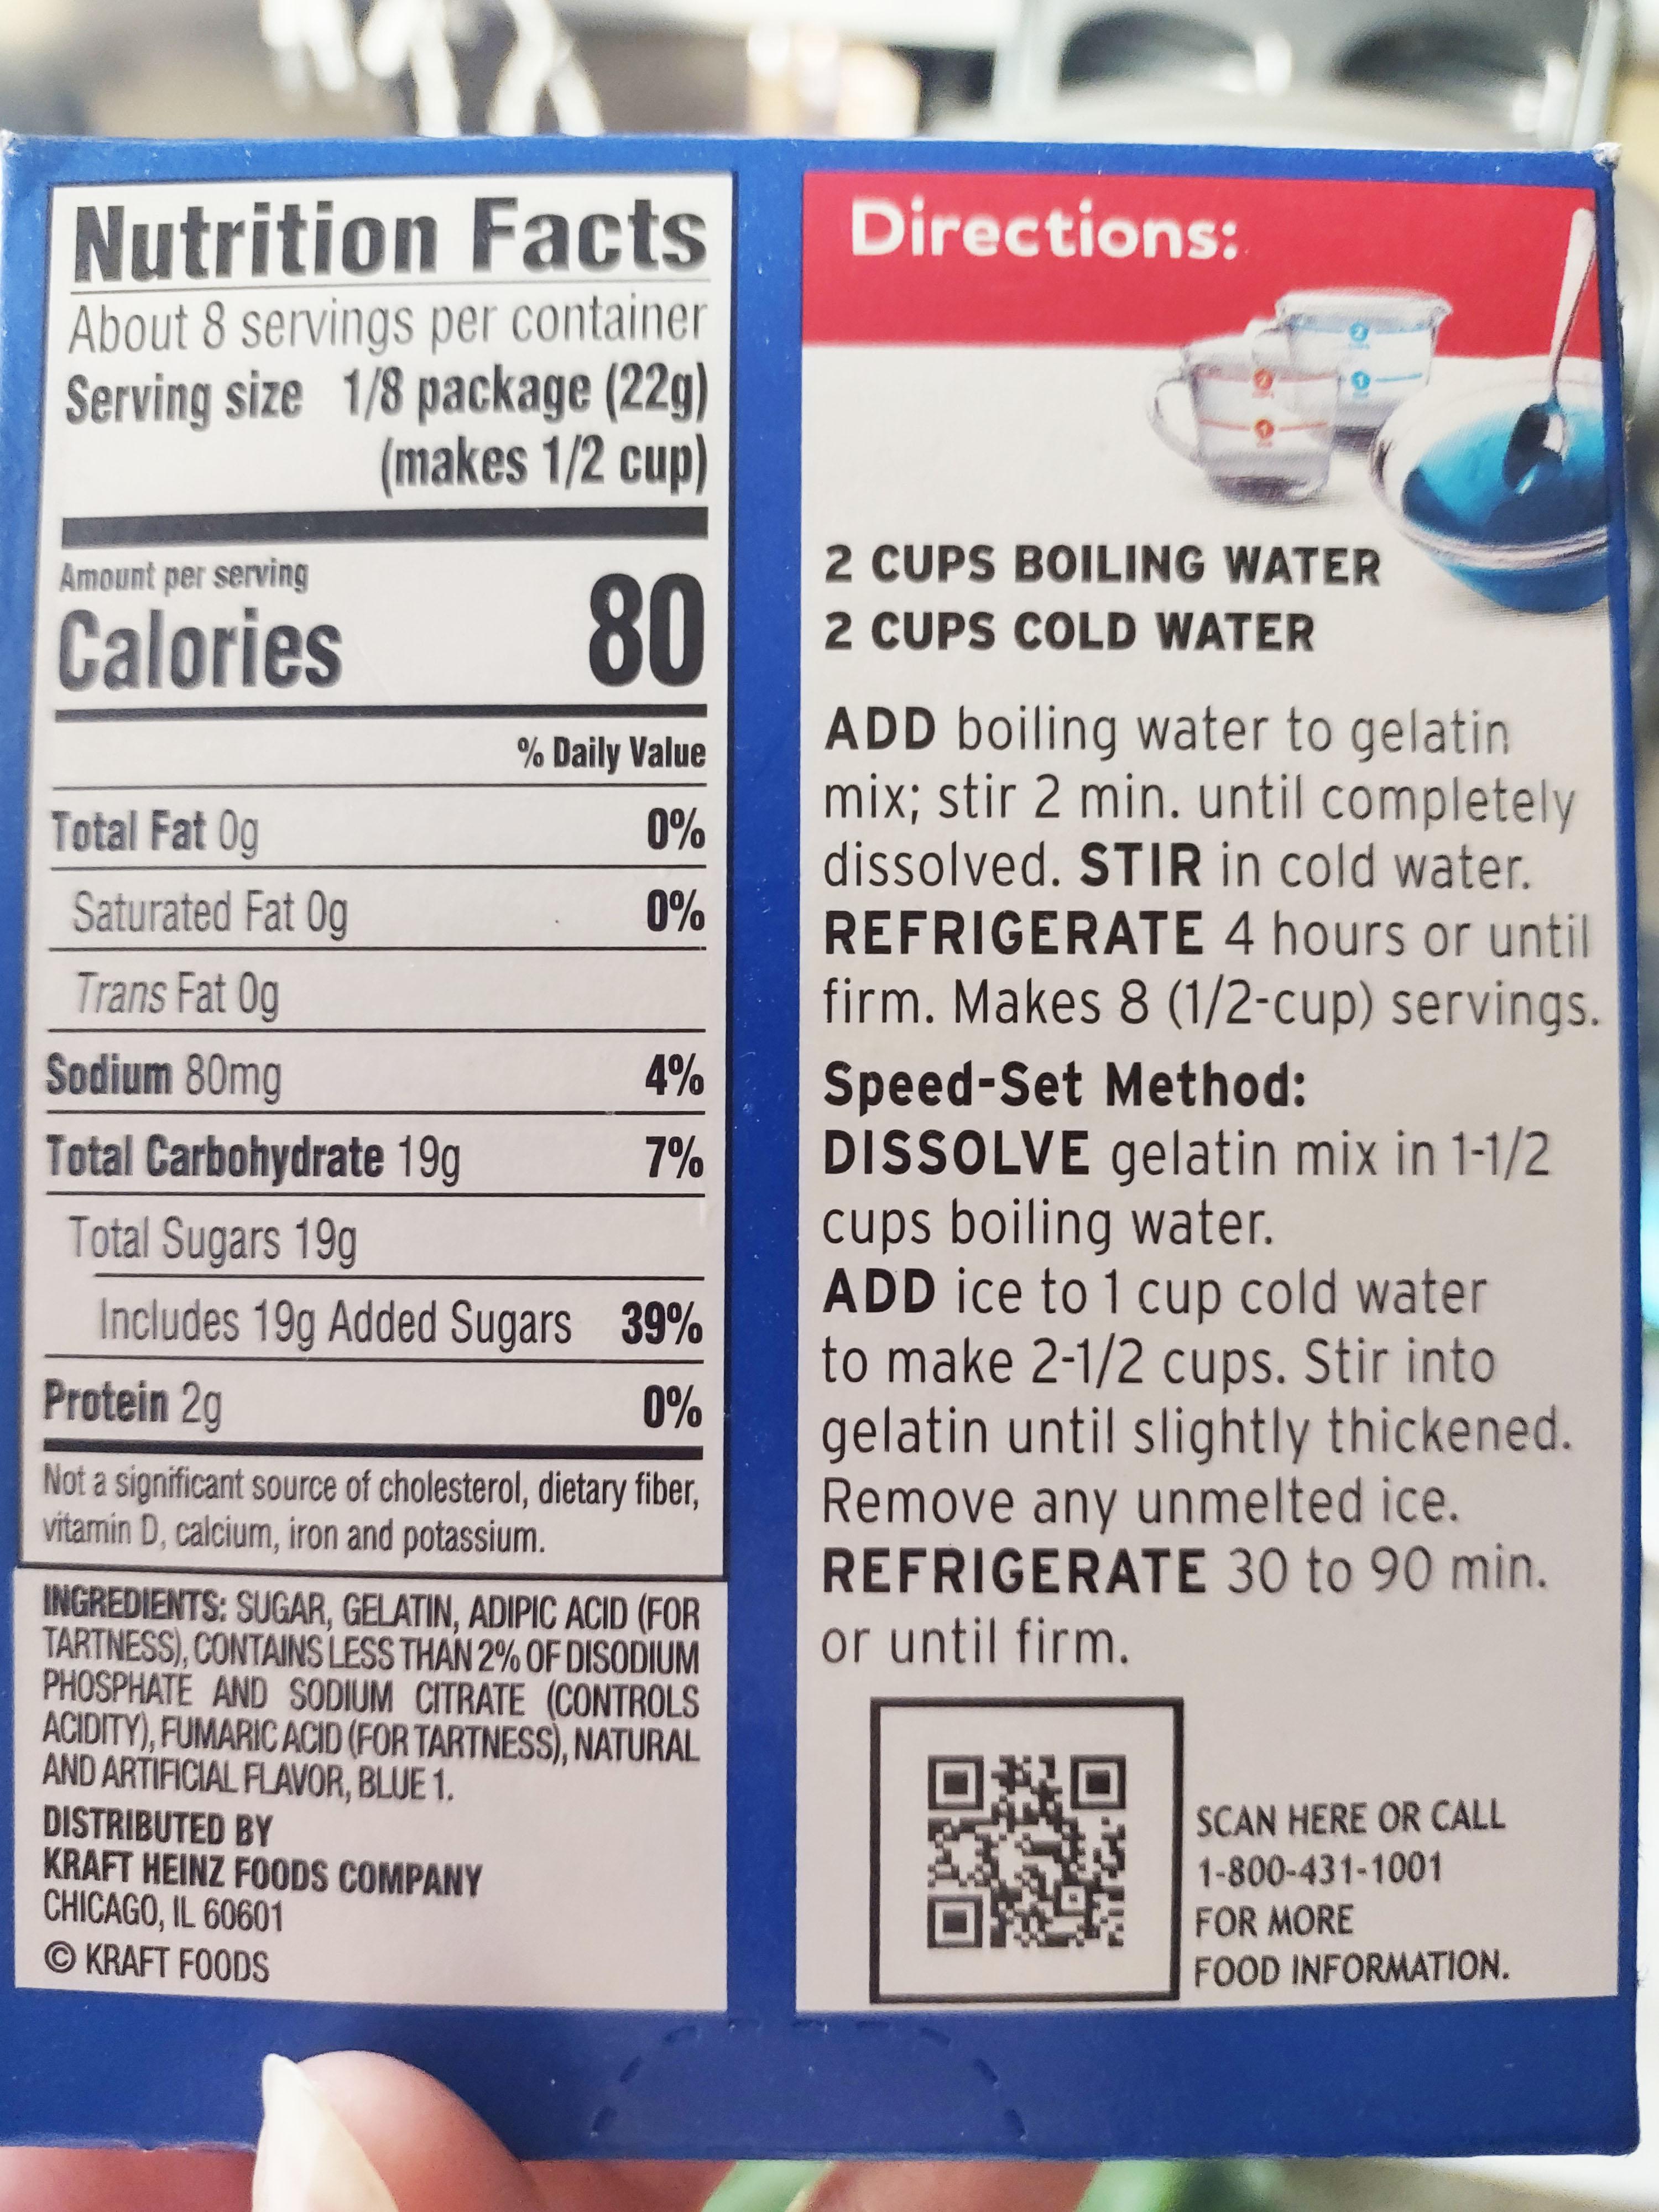 Nutrition Facts
About 8 servings per container
Serving size 1/8 package (22g)
(makes 1/2 cup)
Amount per serving
Calories 80
% Daily Value
Total Fat 0g 0%
Saturated Fat 0g 0%
Trans Fat 0g
Sodium 80mg 4%
Total Carbohydrate 19g 7%
Total Sugars 19g
Includes 19g Added Sugars 39%
Protein 2g 0%
Not a significant source of cholesterol, dietary fiber,
vitamin D, calcium, iron and potassium.
INGREDIENTS: SUGAR, GELATIN, ADIPIC ACID (FOR
TARTNESS), CONTAINS LESS THAN 2% OF DISODIUM
PHOSPHATE AND SODIUM CITRATE (CONTROLS
ACIDITY), FUMARIC ACID (FOR TARTNESS), NATURAL
AND ARTIFICIAL FLAVOR, BLUE 1.
DISTRIBUTED BY
KRAFT HEINZ FOODS COMPANY
CHICAGO, IL 60601
© KRAFT FOODS
Directions:
2
1
2
1
2 CUPS BOILING WATER
2 CUPS COLD WATER
ADD boiling water to gelatin
mix; stir 2 min. until completely
dissolved. STIR in cold water.
REFRIGERATE 4 hours or until
firm. Makes 8 (1/2-cup) servings.
Speed-Set Method:
DISSOLVE gelatin mix in 1-1/2
cups boiling water.
ADD ice to 1 cup cold water
to make 2-1/2 cups. Stir into
gelatin until slightly thickened.
Remove any unmelted ice.
REFRIGERATE 30 to 90 min.
or until firm.
SCAN HERE OR CALL
1-800-431-1001
FOR MORE
FOOD INFORMATION.